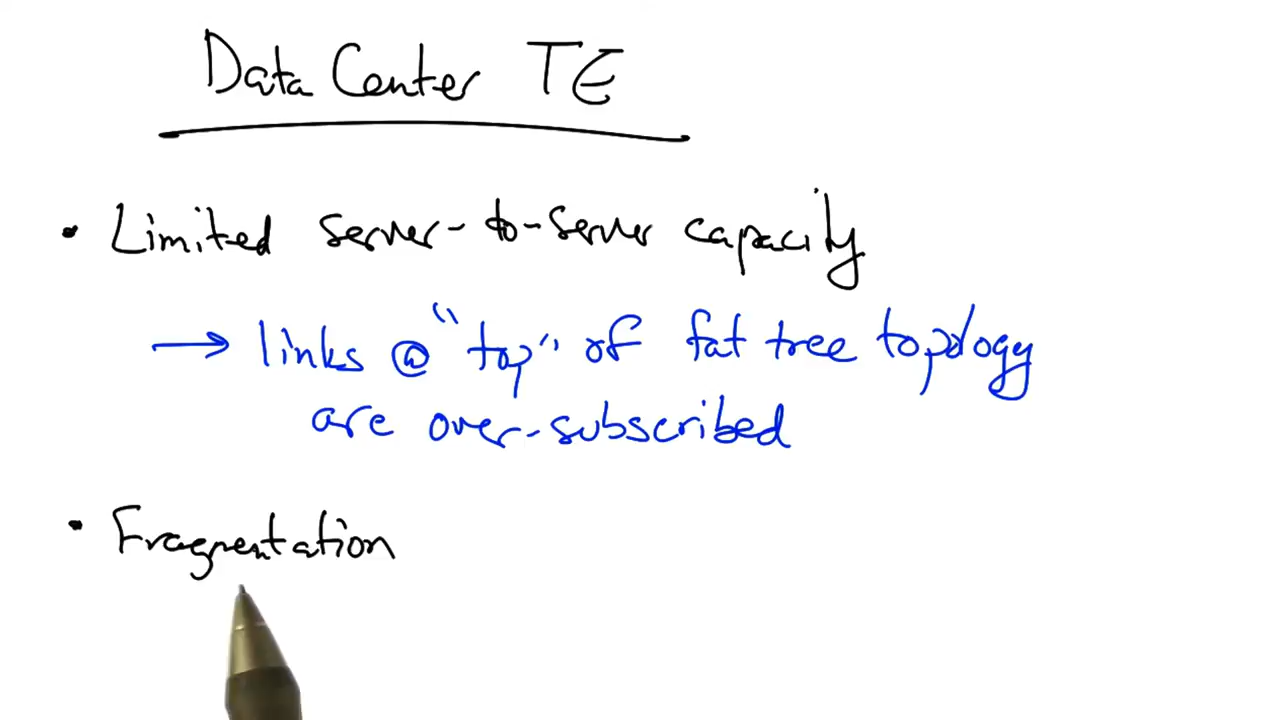 Data Center TE
• Limited server-to-server capacity
→ links @ "top" of fat tree topology
are over-subscribed
• Fragmentation